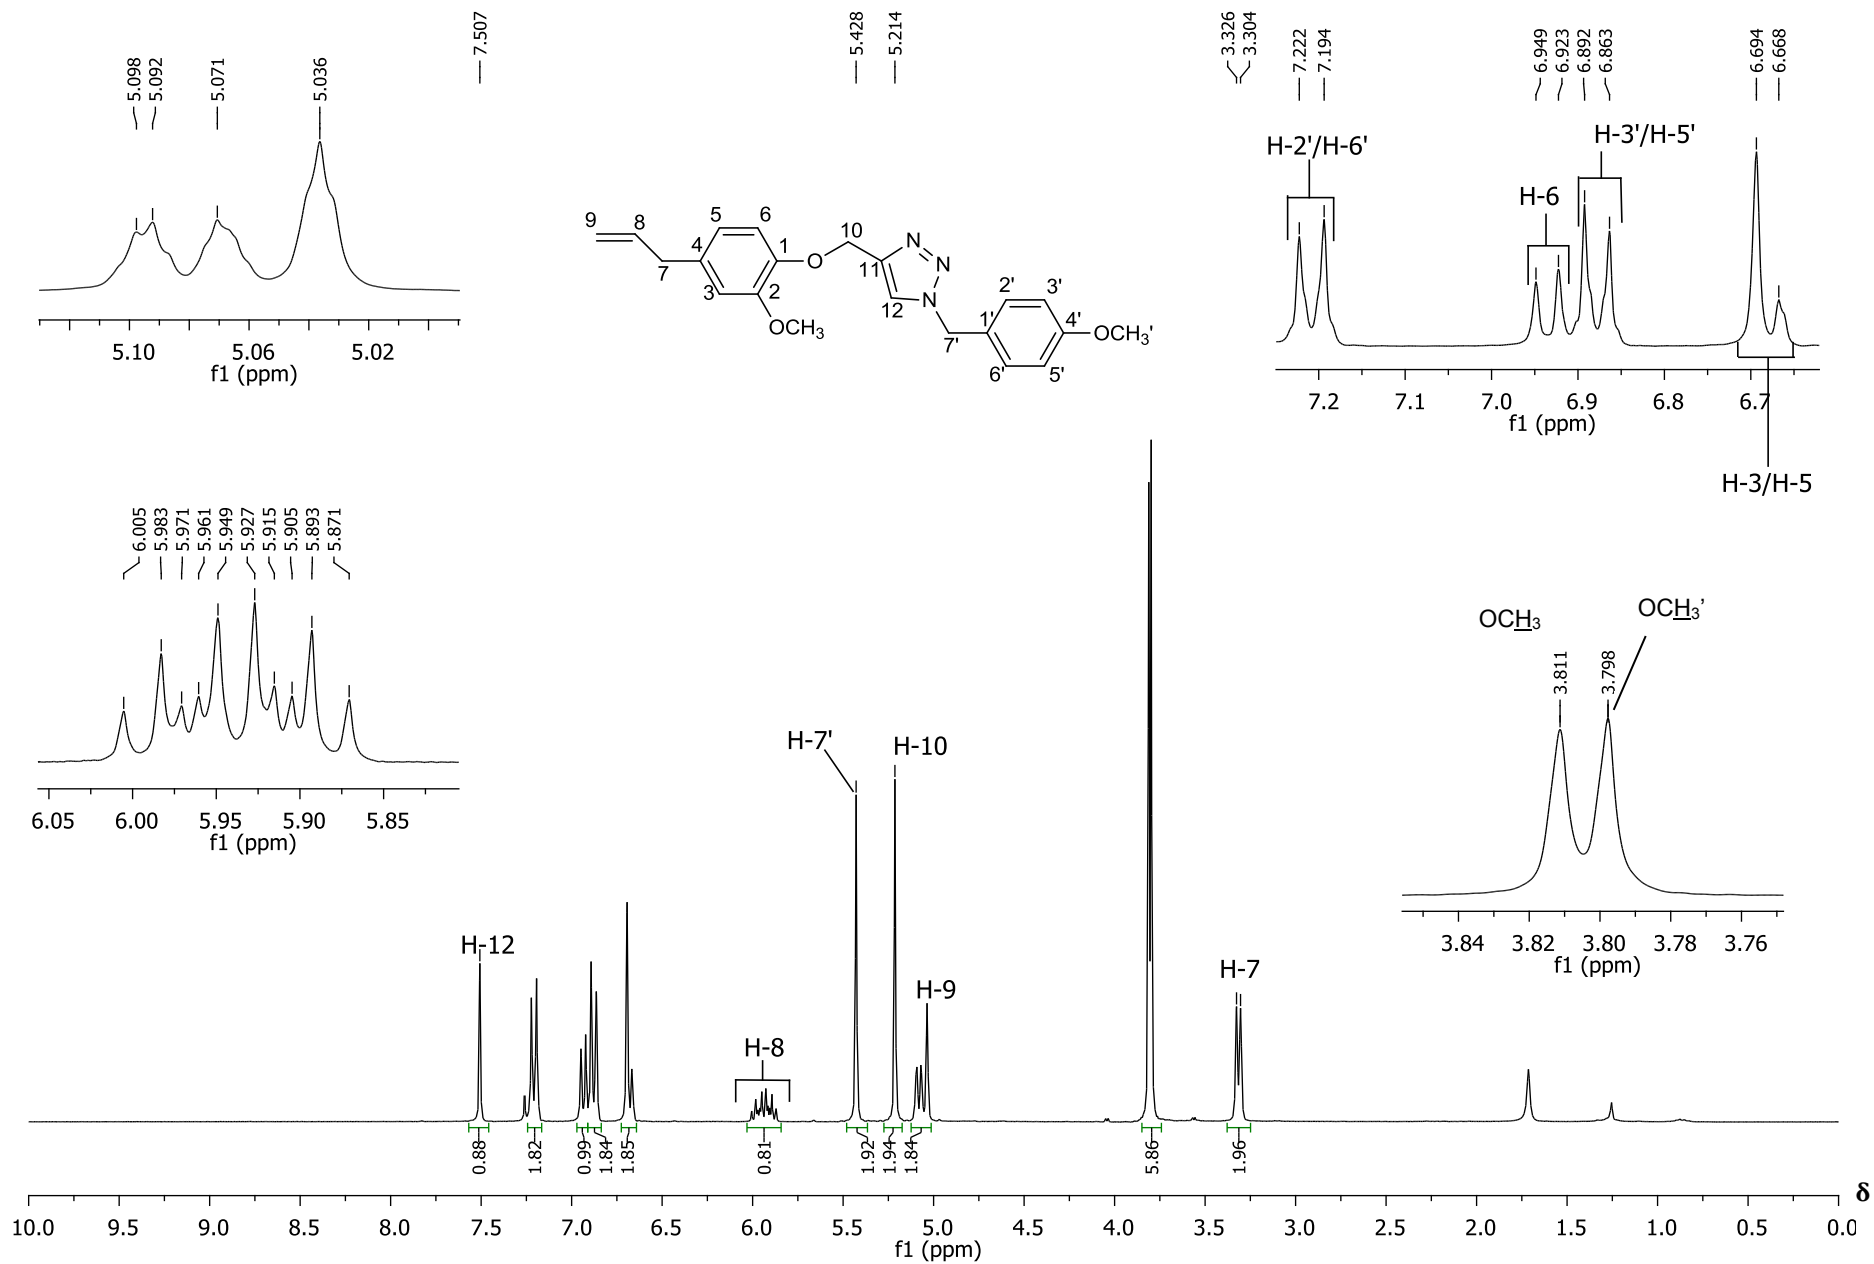 7.507
5.428
5.214
3.326
3.304
7.222
7.194
6.949
6.923
6.892
6.863
6.694
6.668
5.098
5.092
5.071
5.036
5.10 5.06 5.02
f1 (ppm)
9
8
7
5
6
4
1
3
2
O
OCH3
10
11
12
N
N
N
7'
1'
2'
3'
4'
5'
6'
OCH3'
H-2'/H-6'
H-6
H-3'/H-5'
7.2 7.1 7.0 6.9 6.8 6.7
f1 (ppm)
H-3/H-5
6.005
5.983
5.971
5.961
5.949
5.927
5.915
5.905
5.893
5.871
6.05 6.00 5.95 5.90 5.85
f1 (ppm)
OCH3
OCH3’
3.811
3.798
3.84 3.82 3.80 3.78 3.76
f1 (ppm)
H-12
H-8
H-7'
H-10
H-9
H-7
0.88
1.82
0.99
1.84
1.85
0.81
1.92
1.94
1.84
5.86
1.96
δ
10.0 9.5 9.0 8.5 8.0 7.5 7.0 6.5 6.0 5.5 5.0 4.5 4.0 3.5 3.0 2.5 2.0 1.5 1.0 0.5 0.0
f1 (ppm)